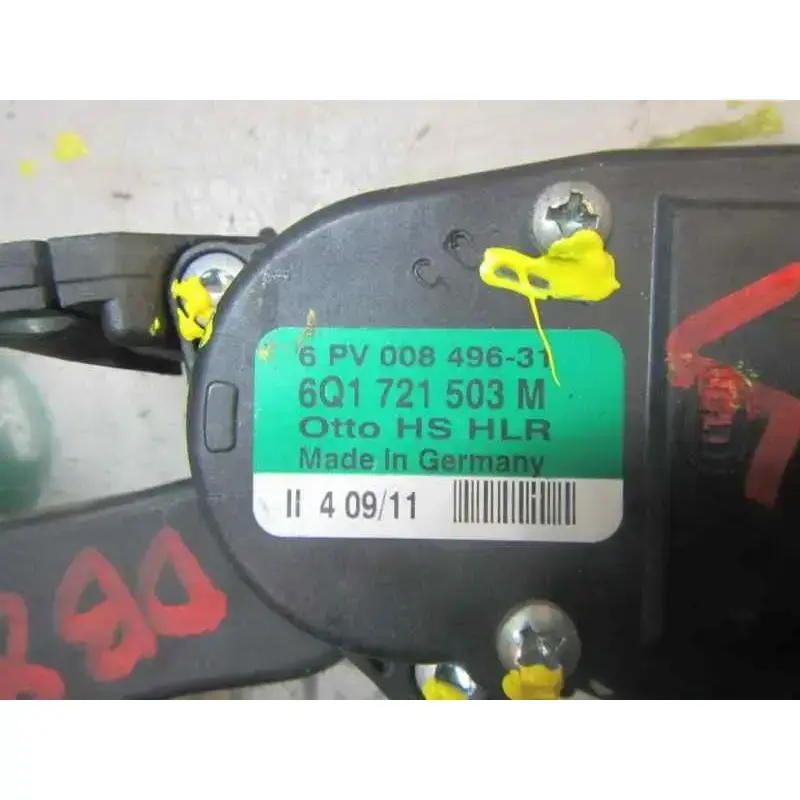 6 PV 008 496-31
6Q1 721 503 M
Otto HS HLR
Made in Germany
II 4 09/11